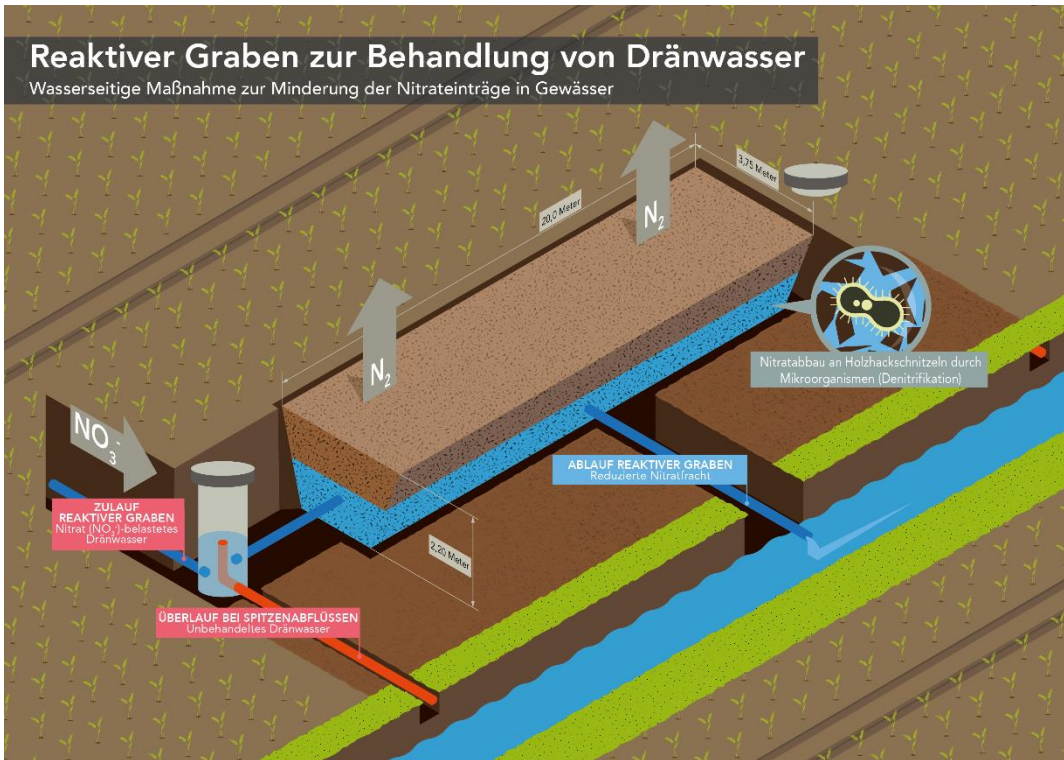 Reaktiver Graben zur Behandlung von Dränwasser
Wasserseitige Maßnahme zur Minderung der Nitrateinträge in Gewässer
3,75 Meter
20,0 Meter
N₂
N₂
Nitratabbau an Holzhackschnitzeln durch
Mikroorganismen (Denitrifikation)
NO₃⁻
ABLAUF REAKTIVER GRABEN
Reduzierte Nitratfracht
ZULAUF
REAKTIVER GRABEN
Nitrat (NO₃⁻)-belastetes
Dränwasser
2,20 Meter
ÜBERLAUF BEI SPITZENABFLÜSSEN
Unbehandeltes Dränwasser